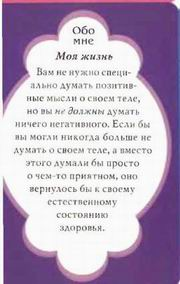 Обо
мне
Моя жизнь
Вам не нужно специ-
ально думать позитив-
ные мысли о своем теле,
но вы не должны думать
ничего негативного. Если бы
вы могли никогда больше не
думать о своем теле, а вместо
этого думали бы просто
о чем-то приятном, оно
вернулось бы к своему
естественному
состоянию
здоровья.